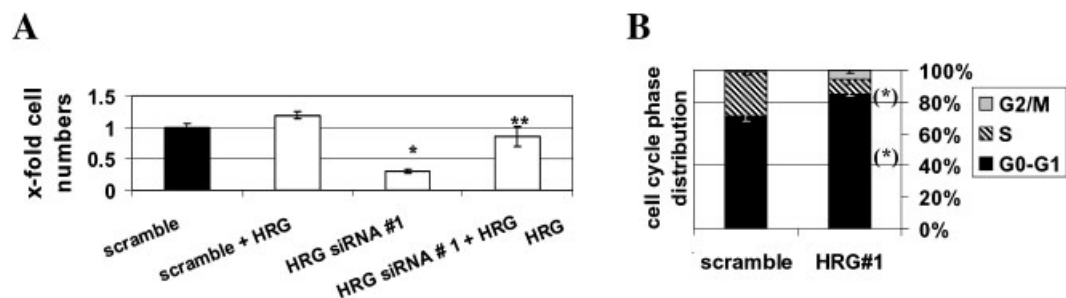 A
x-fold cell
numbers
1.5
1
0.5
0
*
**
scramble
scramble + HRG
HRG siRNA #1
HRG siRNA # 1 + HRG
HRG
B
cell cycle phase
distribution
100%
80%
60%
40%
20%
0%
(*)
(*)
scramble
HRG#1
G2/M
S
G0-G1